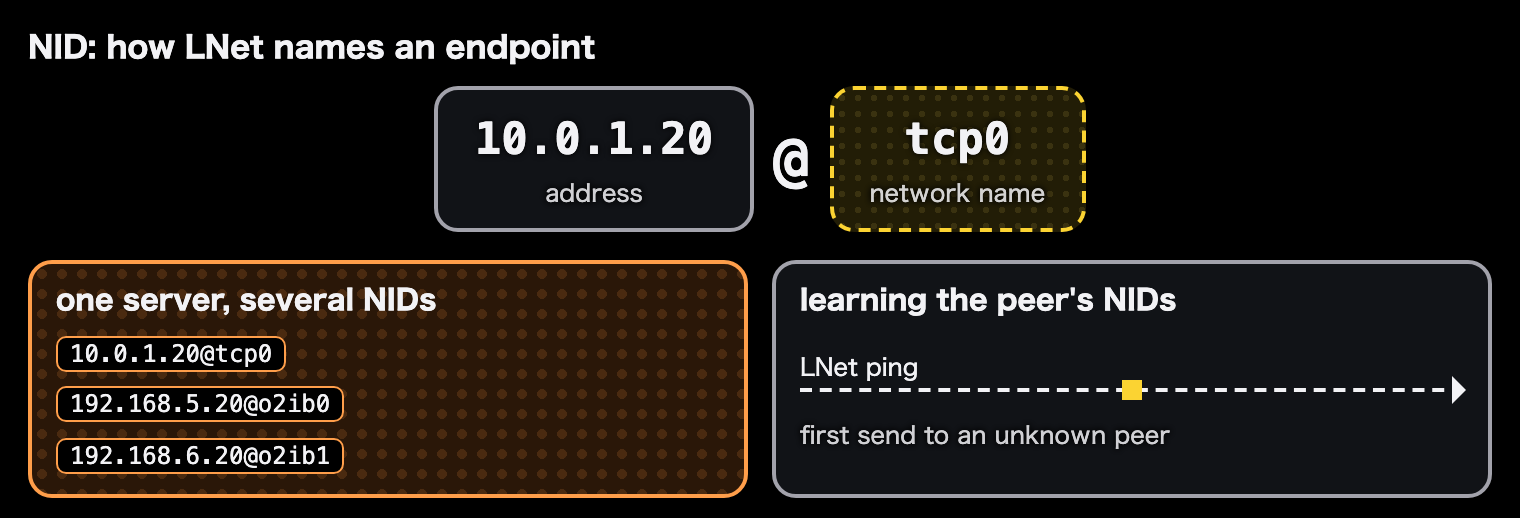 NID: how LNet names an endpoint
10.0.1.20 @ tcp0
address network name
one server, several NIDs
10.0.1.20@tcp0
192.168.5.20@o2ib0
192.168.6.20@o2ib1
learning the peer's NIDs
LNet ping
first send to an unknown peer